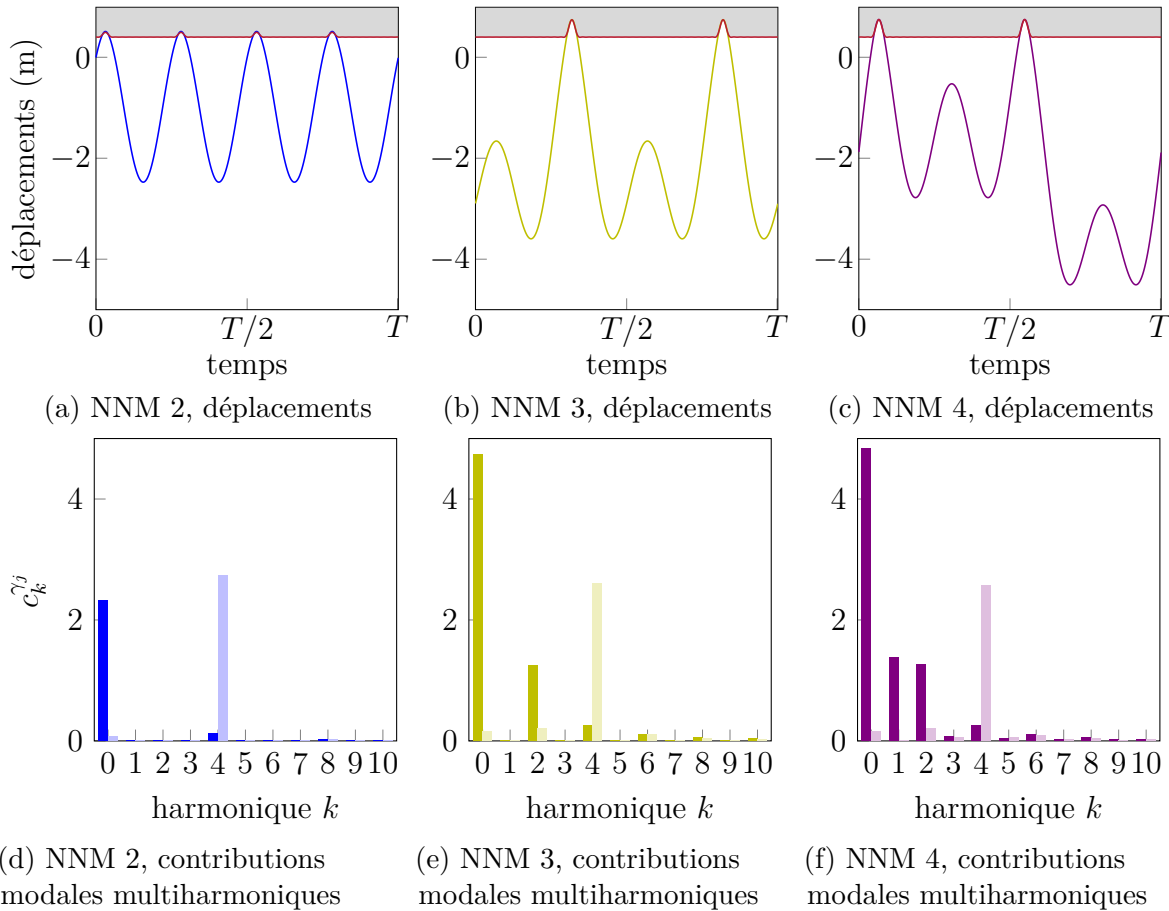 déplacements (m)
0
−2
−4
0
T/2
T
temps
(a) NNM 2, déplacements
0
−2
−4
0
T/2
T
temps
(b) NNM 3, déplacements
0
−2
−4
0
T/2
T
temps
(c) NNM 4, déplacements
c_k^{γ_j}
4
2
0
0 1 2 3 4 5 6 7 8 9 10
harmonique k
(d) NNM 2, contributions
modales multiharmoniques
4
2
0
0 1 2 3 4 5 6 7 8 9 10
harmonique k
(e) NNM 3, contributions
modales multiharmoniques
4
2
0
0 1 2 3 4 5 6 7 8 9 10
harmonique k
(f) NNM 4, contributions
modales multiharmoniques